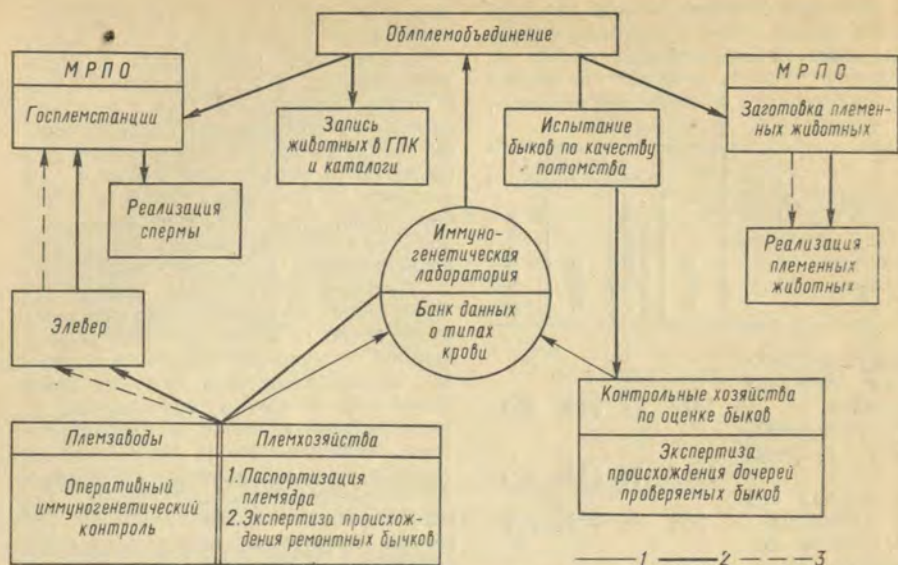 Облплемобъединение
МРПО
Госплемстанции
Запись
животных в ГПК
и каталоги
Испытание
быков по качеству
потомства
МРПО
Заготовка племен-
ных животных
Реализация
спермы
Иммуно-
генетическая
лаборатория
Банк данных
о типах
крови
Реализация
племенных
животных
Элевер
Племзаводы
Оперативный
иммуногенетический
контроль
Племхозяйства
1. Паспортизация
племядра
2. Экспертиза происхож-
дения ремонтных бычков
Контрольные хозяйства
по оценке быков
Экспертиза
происхождения дочерей
проверяемых быков
1 2 3